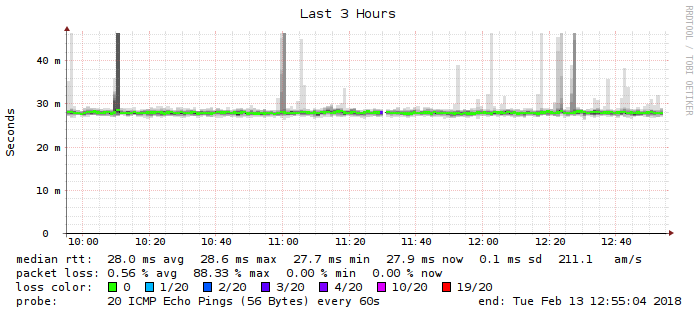 Last 3 Hours
RRDTOOL / TOBI OETIKER
Seconds
40 m
30 m
20 m
10 m
0
10:00 10:20 10:40 11:00 11:20 11:40 12:00 12:20 12:40
median rtt: 28.0 ms avg 28.6 ms max 27.7 ms min 27.9 ms now 0.1 ms sd 211.1 am/s
packet loss: 0.56 % avg 88.33 % max 0.00 % min 0.00 % now
loss color: 0 1/20 2/20 3/20 4/20 10/20 19/20
probe: 20 ICMP Echo Pings (56 Bytes) every 60s end: Tue Feb 13 12:55:04 2018